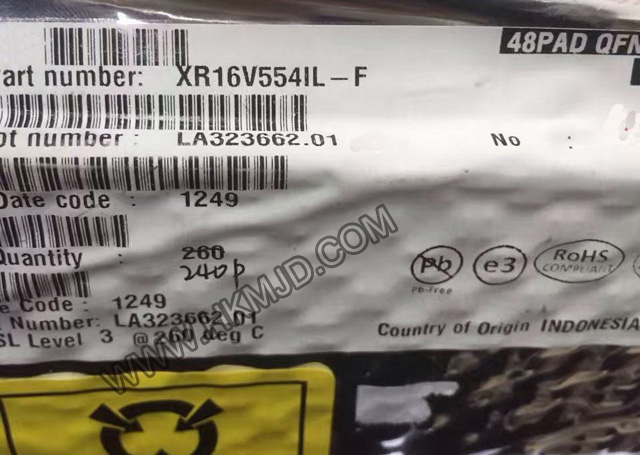 48PAD QFN
art number: XR16V554IL-F
ot number : LA323662.01 No :
Date code : 1249
Quantity : 260
240p
Pb
Pb-Free
e3
RoHS
COMPLIANT
e Code : 1249
t Number: LA323662.01
SL Level 3 @ 260 deg C
Country of Origin INDONESIA
WWW.HKMJD.COM